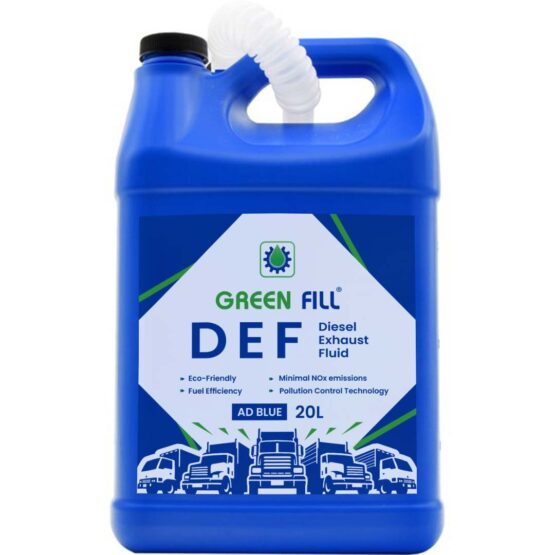 GREEN FILL®
DEF
Diesel
Exhaust
Fluid
Eco-Friendly
Minimal NOx emissions
Fuel Efficiency
Pollution Control Technology
AD BLUE 20L